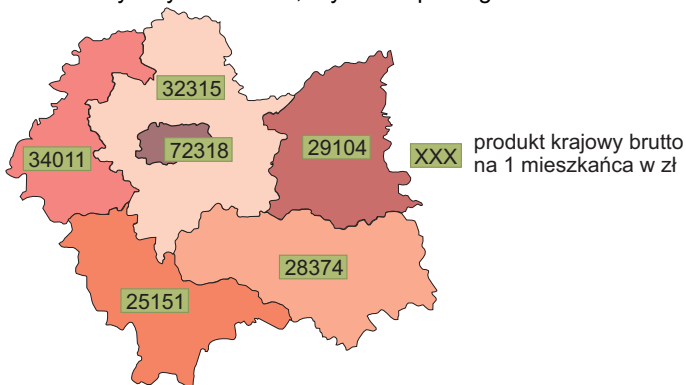 32315
72318
29104
34011
XXX
produkt krajowy brutto
na 1 mieszkańca w zł
28374
25151